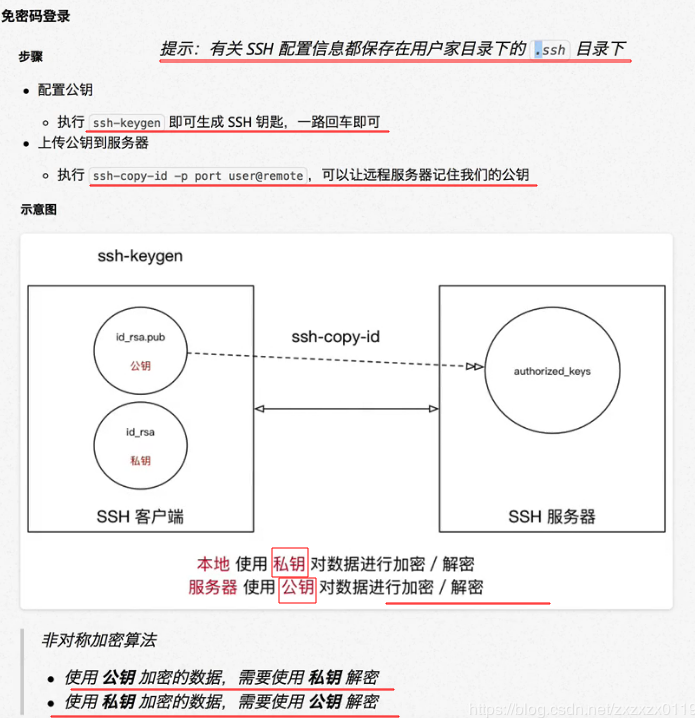 免密码登录
提示：有关 SSH 配置信息都保存在用户家目录下的 .ssh 目录下
步骤
配置公钥
执行 ssh-keygen 即可生成 SSH 钥匙，一路回车即可
上传公钥到服务器
执行 ssh-copy-id -p port user@remote，可以让远程服务器记住我们的公钥
示意图
ssh-keygen
id_rsa.pub
公钥
ssh-copy-id
authorized_keys
id_rsa
私钥
SSH 客户端
SSH 服务器
本地 使用 私钥 对数据进行加密 / 解密
服务器 使用 公钥 对数据进行加密 / 解密
非对称加密算法
使用 公钥 加密的数据，需要使用 私钥 解密
使用 私钥 加密的数据，需要使用 公钥 解密
https://blog.csdn.net/zxzxzx0119